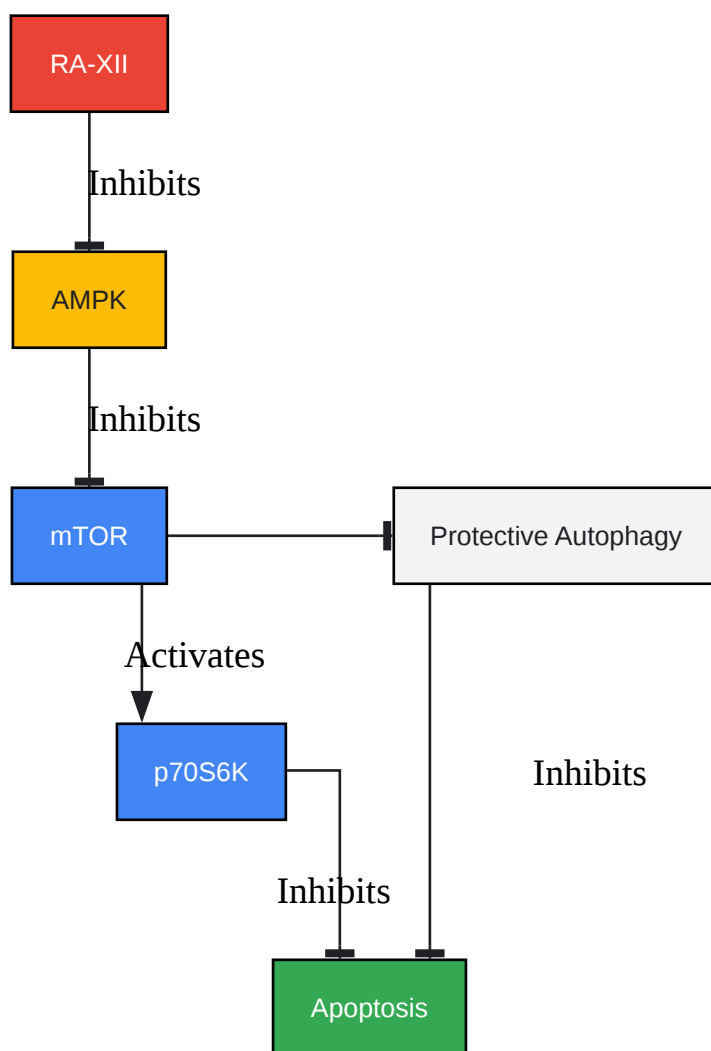 RA-XII
Inhibits
AMPK
Inhibits
mTOR
Protective Autophagy
Activates
p70S6K
Inhibits
Inhibits
Apoptosis